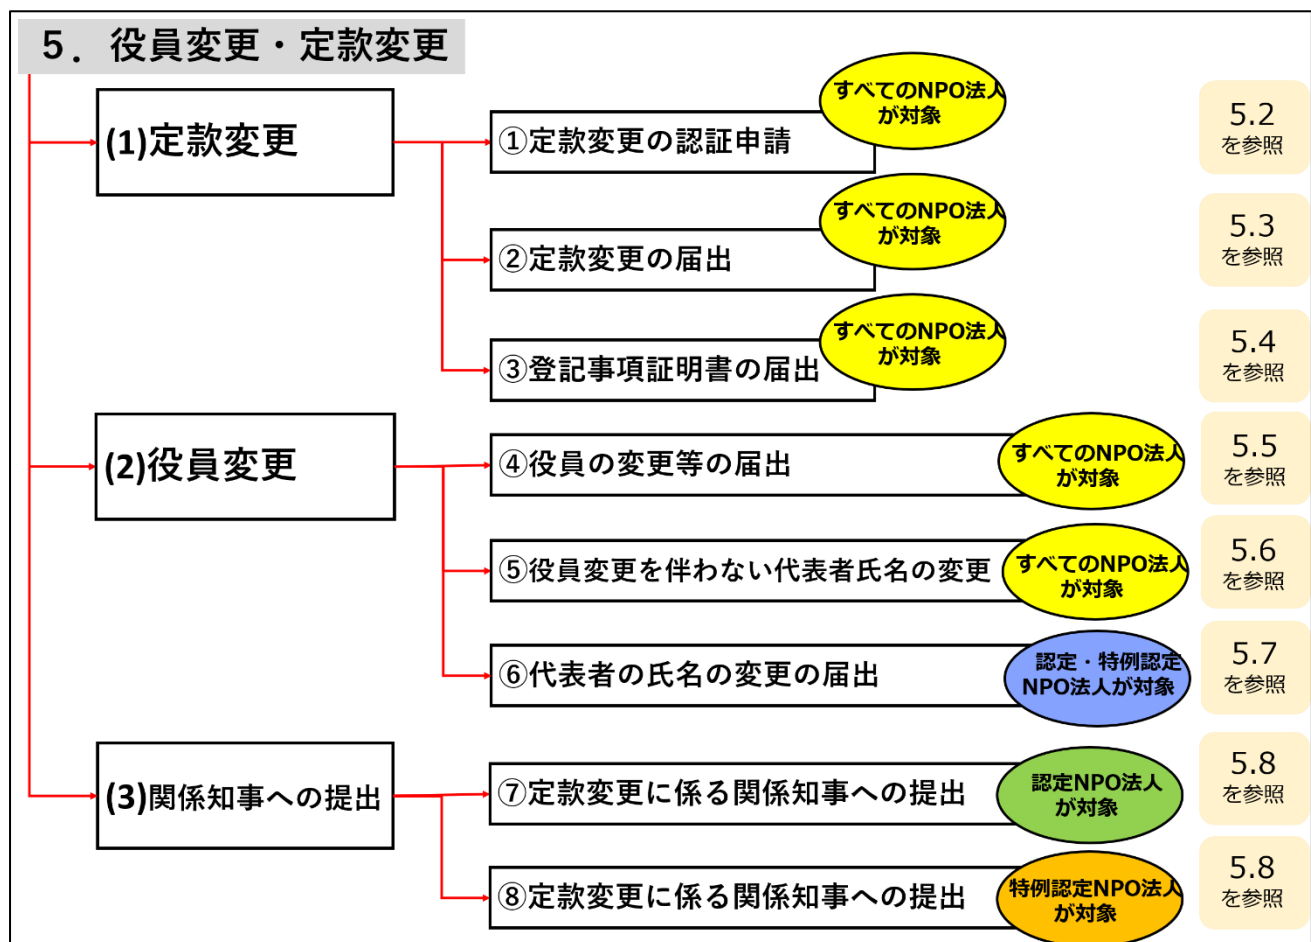 5．役員変更・定款変更
(1)定款変更
①定款変更の認証申請
すべてのNPO法人
が対象
5.2
を参照
②定款変更の届出
すべてのNPO法人
が対象
5.3
を参照
③登記事項証明書の届出
すべてのNPO法人
が対象
5.4
を参照
(2)役員変更
④役員の変更等の届出
すべてのNPO法人
が対象
5.5
を参照
⑤役員変更を伴わない代表者氏名の変更
すべてのNPO法人
が対象
5.6
を参照
⑥代表者の氏名の変更の届出
認定・特例認定
NPO法人が対象
5.7
を参照
(3)関係知事への提出
⑦定款変更に係る関係知事への提出
認定NPO法人
が対象
5.8
を参照
⑧定款変更に係る関係知事への提出
特例認定NPO法人
が対象
5.8
を参照